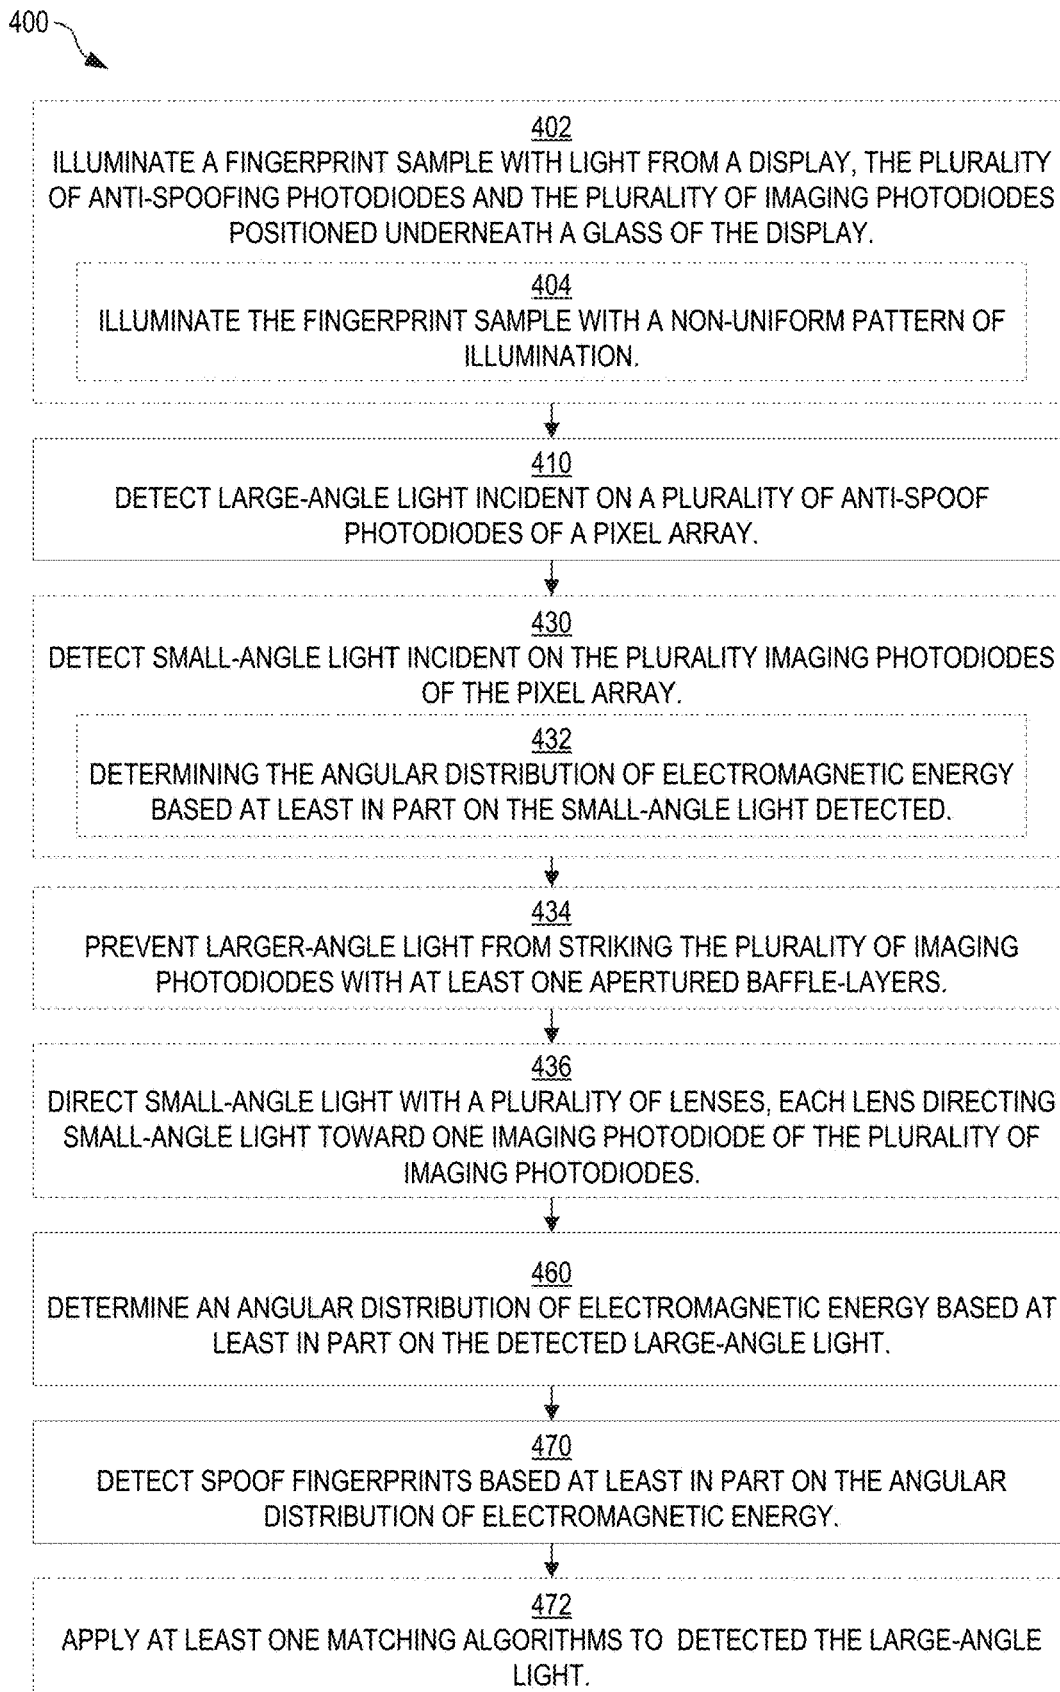 400
402
ILLUMINATE A FINGERPRINT SAMPLE WITH LIGHT FROM A DISPLAY, THE PLURALITY
OF ANTI-SPOOFING PHOTODIODES AND THE PLURALITY OF IMAGING PHOTODIODES
POSITIONED UNDERNEATH A GLASS OF THE DISPLAY.
404
ILLUMINATE THE FINGERPRINT SAMPLE WITH A NON-UNIFORM PATTERN OF
ILLUMINATION.
410
DETECT LARGE-ANGLE LIGHT INCIDENT ON A PLURALITY OF ANTI-SPOOF
PHOTODIODES OF A PIXEL ARRAY.
430
DETECT SMALL-ANGLE LIGHT INCIDENT ON THE PLURALITY IMAGING PHOTODIODES
OF THE PIXEL ARRAY.
432
DETERMINING THE ANGULAR DISTRIBUTION OF ELECTROMAGNETIC ENERGY
BASED AT LEAST IN PART ON THE SMALL-ANGLE LIGHT DETECTED.
434
PREVENT LARGER-ANGLE LIGHT FROM STRIKING THE PLURALITY OF IMAGING
PHOTODIODES WITH AT LEAST ONE APERTURED BAFFLE-LAYERS.
436
DIRECT SMALL-ANGLE LIGHT WITH A PLURALITY OF LENSES, EACH LENS DIRECTING
SMALL-ANGLE LIGHT TOWARD ONE IMAGING PHOTODIODE OF THE PLURALITY OF
IMAGING PHOTODIODES.
460
DETERMINE AN ANGULAR DISTRIBUTION OF ELECTROMAGNETIC ENERGY BASED AT
LEAST IN PART ON THE DETECTED LARGE-ANGLE LIGHT.
470
DETECT SPOOF FINGERPRINTS BASED AT LEAST IN PART ON THE ANGULAR
DISTRIBUTION OF ELECTROMAGNETIC ENERGY.
472
APPLY AT LEAST ONE MATCHING ALGORITHMS TO DETECTED THE LARGE-ANGLE
LIGHT.